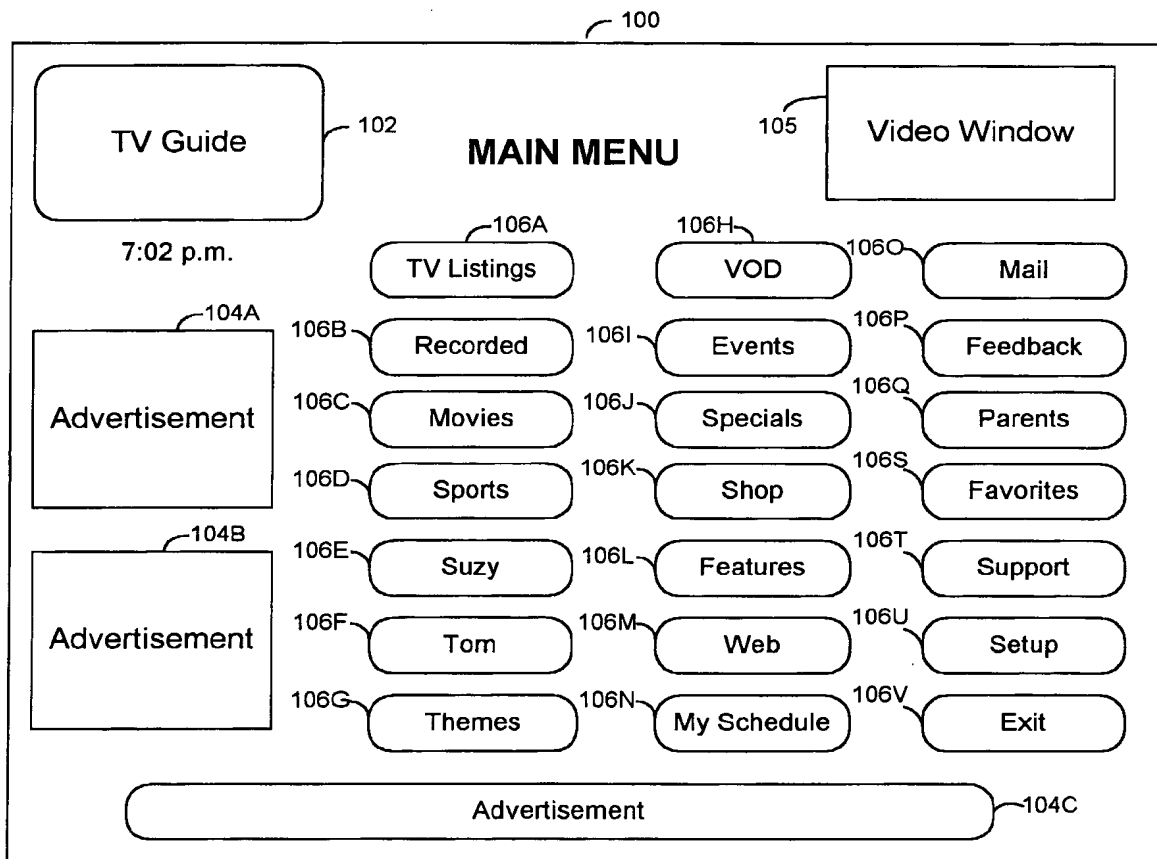 100
TV Guide
102
MAIN MENU
105
Video Window
7:02 p.m.
106A
TV Listings
106H
VOD
106O
Mail
104A
Advertisement
106B
Recorded
106I
Events
106P
Feedback
106C
Movies
106J
Specials
106Q
Parents
106D
Sports
106K
Shop
106S
Favorites
104B
Advertisement
106E
Suzy
106L
Features
106T
Support
106F
Tom
106M
Web
106U
Setup
106G
Themes
106N
My Schedule
106V
Exit
Advertisement
104C